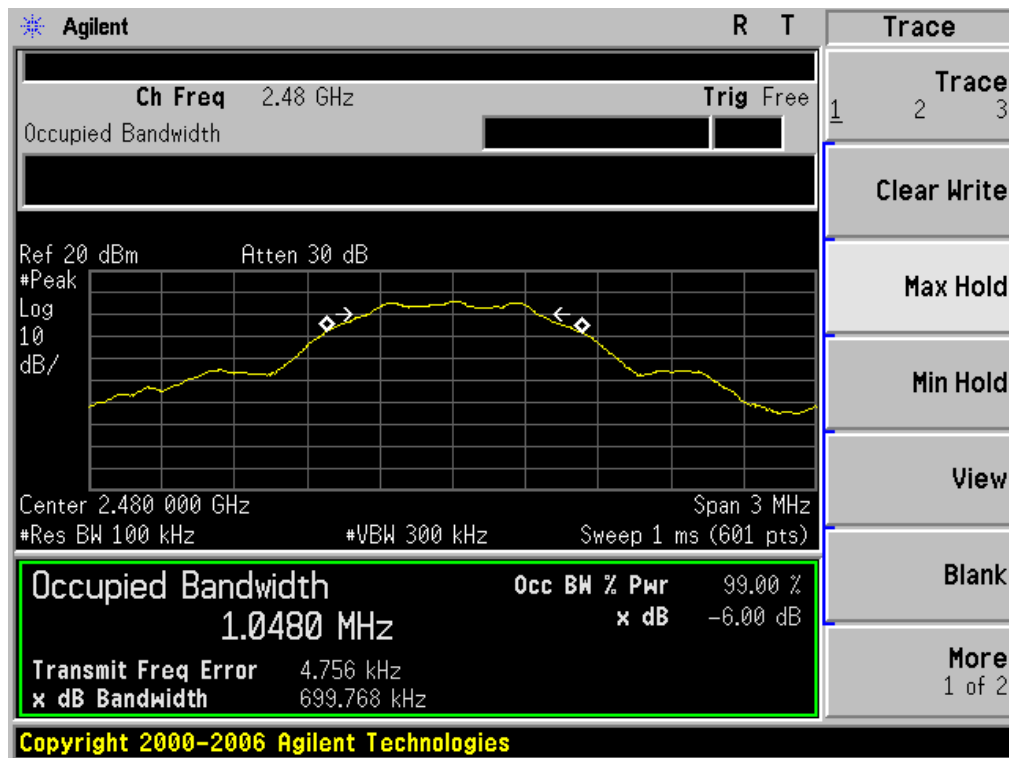 Agilent R T
Ch Freq 2.48 GHz Trig Free
Occupied Bandwidth
Ref 20 dBm Atten 30 dB
#Peak
Log
10
dB/
Center 2.480 000 GHz Span 3 MHz
#Res BW 100 kHz #VBW 300 kHz Sweep 1 ms (601 pts)
Occupied Bandwidth
1.0480 MHz
Occ BW % Pwr 99.00 %
x dB -6.00 dB
Transmit Freq Error 4.756 kHz
x dB Bandwidth 699.768 kHz
Copyright 2000-2006 Agilent Technologies
Trace
Trace
1 2 3
Clear Write
Max Hold
Min Hold
View
Blank
More
1 of 2